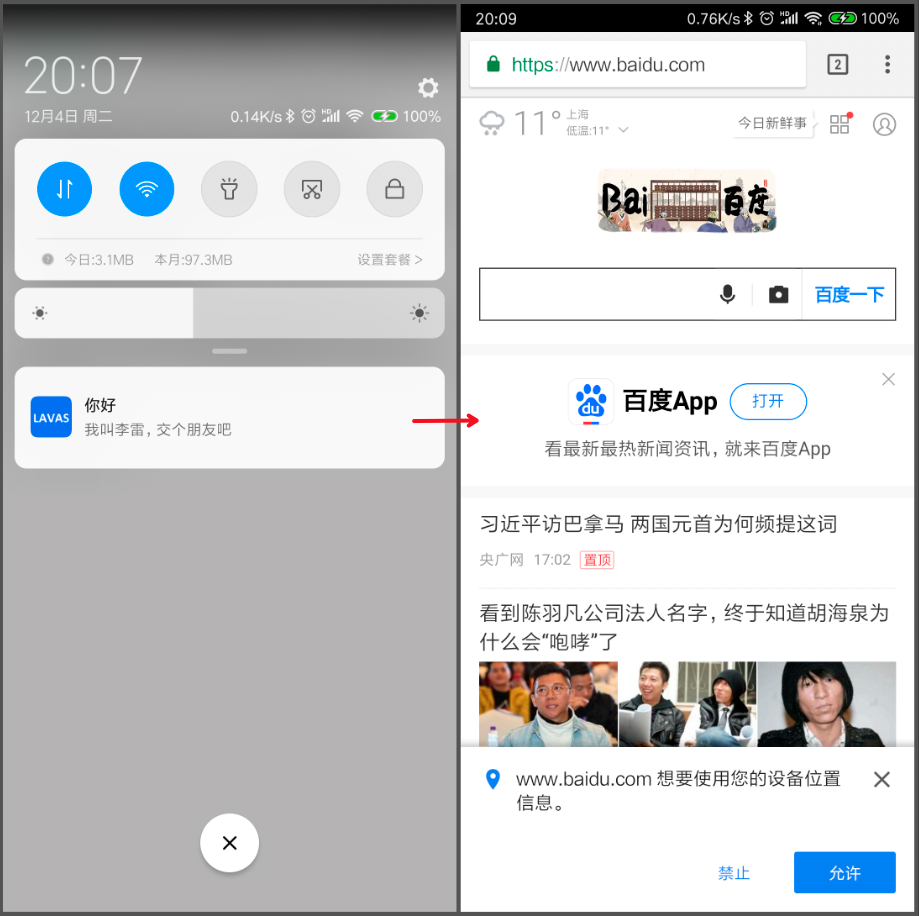 20:07
12月4日 周二
0.14K/s HD 100%
今日:3.1MB 本月:97.3MB 设置套餐 >
LAVAS
你好
我叫李雷，交个朋友吧
20:09 0.76K/s HD 100%
https://www.baidu.com 2
11° 上海
低温:11°
今日新鲜事
Bai 百度
百度一下
du 百度App 打开
看最新最热新闻资讯，就来百度App
习近平访巴拿马 两国元首为何频提这词
央广网 17:02 置顶
看到陈羽凡公司法人名字，终于知道胡海泉为
什么会“咆哮”了
www.baidu.com 想要使用您的设备位置
信息。
禁止 允许